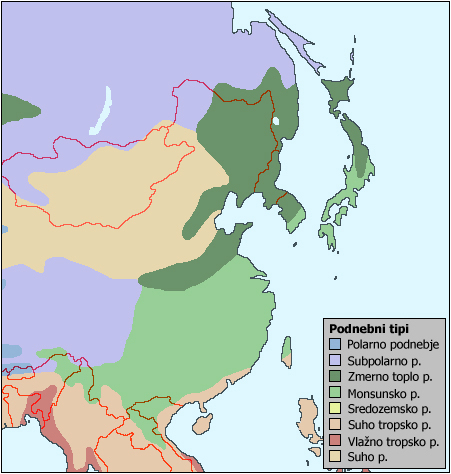 Podnebni tipi
Polarno podnebje
Subpolarno p.
Zmerno toplo p.
Monsunsko p.
Sredozemsko p.
Suho tropsko p.
Vlažno tropsko p.
Suho p.